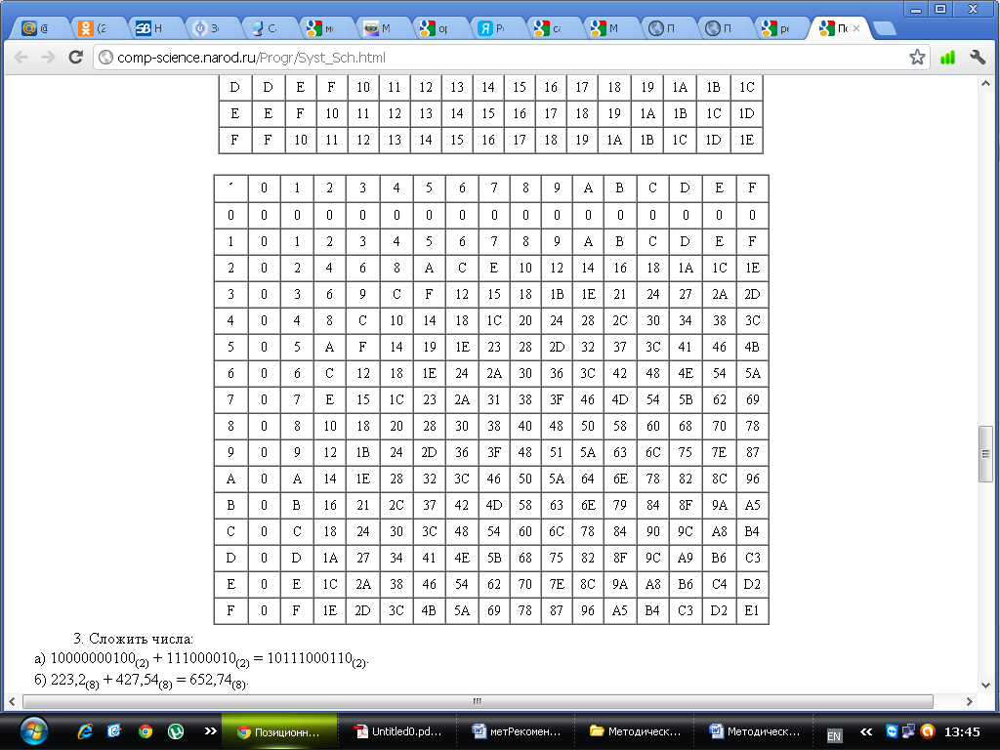 @ (2 SB Н З С м М ор Я Р са М П П ре По
comp-science.narod.ru/Progr/Syst_Sch.html
D D E F 10 11 12 13 14 15 16 17 18 19 1A 1B 1C
E E F 10 11 12 13 14 15 16 17 18 19 1A 1B 1C 1D
F F 10 11 12 13 14 15 16 17 18 19 1A 1B 1C 1D 1E
´ 0 1 2 3 4 5 6 7 8 9 A B C D E F
0 0 0 0 0 0 0 0 0 0 0 0 0 0 0 0 0
1 0 1 2 3 4 5 6 7 8 9 A B C D E F
2 0 2 4 6 8 A C E 10 12 14 16 18 1A 1C 1E
3 0 3 6 9 C F 12 15 18 1B 1E 21 24 27 2A 2D
4 0 4 8 C 10 14 18 1C 20 24 28 2C 30 34 38 3C
5 0 5 A F 14 19 1E 23 28 2D 32 37 3C 41 46 4B
6 0 6 C 12 18 1E 24 2A 30 36 3C 42 48 4E 54 5A
7 0 7 E 15 1C 23 2A 31 38 3F 46 4D 54 5B 62 69
8 0 8 10 18 20 28 30 38 40 48 50 58 60 68 70 78
9 0 9 12 1B 24 2D 36 3F 48 51 5A 63 6C 75 7E 87
A 0 A 14 1E 28 32 3C 46 50 5A 64 6E 78 82 8C 96
B 0 B 16 21 2C 37 42 4D 58 63 6E 79 84 8F 9A A5
C 0 C 18 24 30 3C 48 54 60 6C 78 84 90 9C A8 B4
D 0 D 1A 27 34 41 4E 5B 68 75 82 8F 9C A9 B6 C3
E 0 E 1C 2A 38 46 54 62 70 7E 8C 9A A8 B6 C4 D2
F 0 F 1E 2D 3C 4B 5A 69 78 87 96 A5 B4 C3 D2 E1
3. Сложить числа:
а) 10000000100(2) + 111000010(2) = 10111000110(2).
б) 223,2(8) + 427,54(8) = 652,74(8).
Позиционн... Untitled0.pd... метРекомен... Методическ... Методическ... EN 13:45